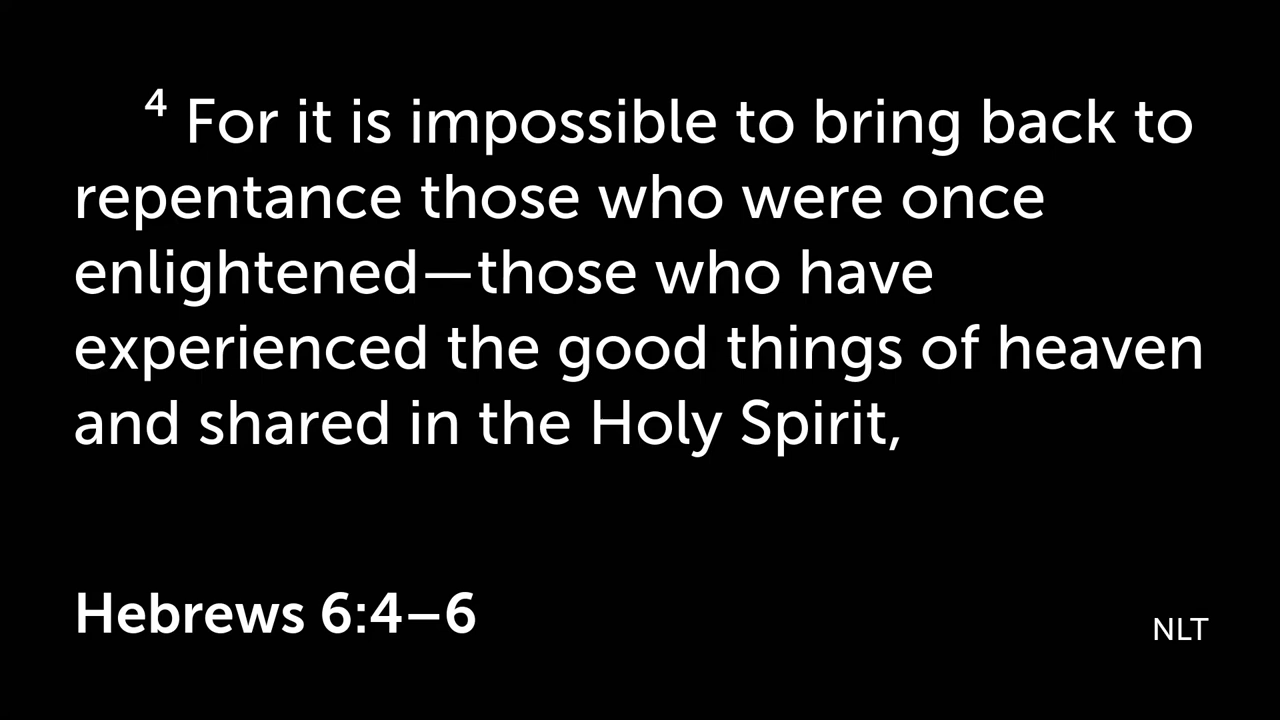 ⁴ For it is impossible to bring back to
repentance those who were once
enlightened—those who have
experienced the good things of heaven
and shared in the Holy Spirit,
Hebrews 6:4–6
NLT